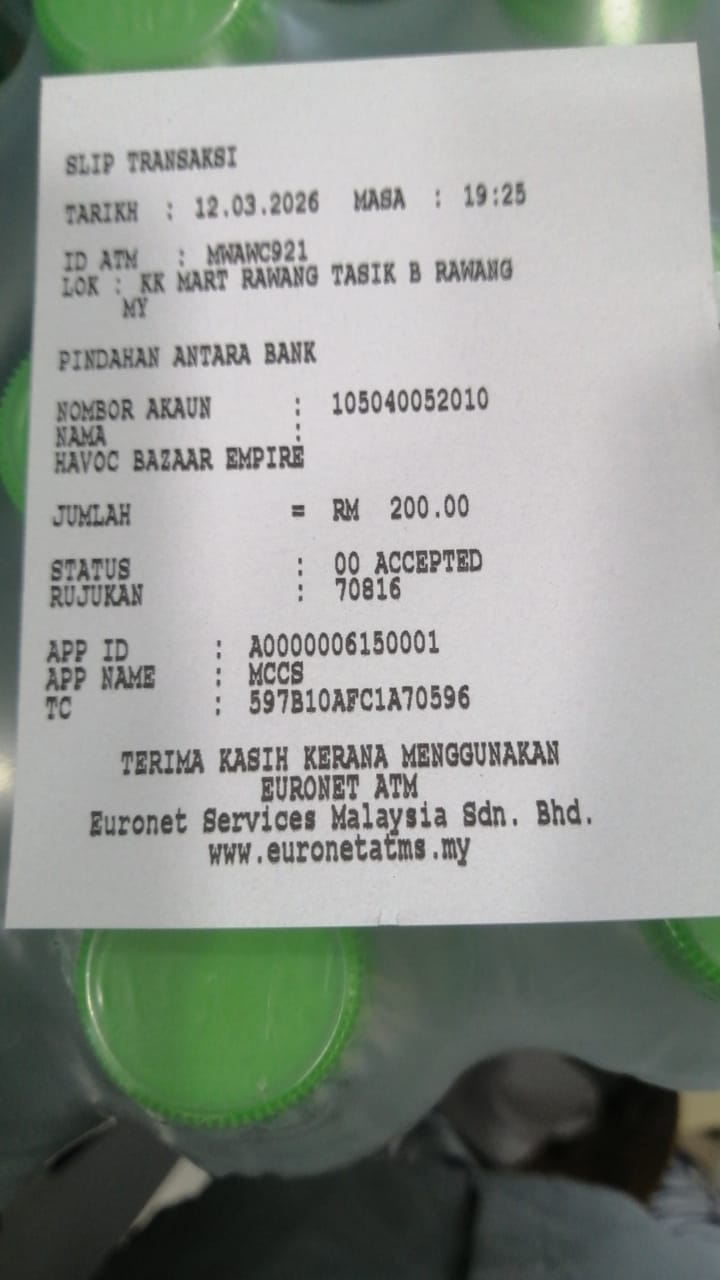 SLIP TRANSAKSI
TARIKH : 12.03.2026 MASA : 19:25
ID ATM : MWAWC921
LOK : KK MART RAWANG TASIK B RAWANG
MY
PINDAHAN ANTARA BANK
NOMBOR AKAUN : 105040052010
NAMA :
HAVOC BAZAAR EMPIRE
JUMLAH = RM 200.00
STATUS : 00 ACCEPTED
RUJUKAN : 70816
APP ID : A0000006150001
APP NAME : MCCS
TC : 597B10AFC1A70596
TERIMA KASIH KERANA MENGGUNAKAN
EURONET ATM
Euronet Services Malaysia Sdn. Bhd.
www.euronetatms.my